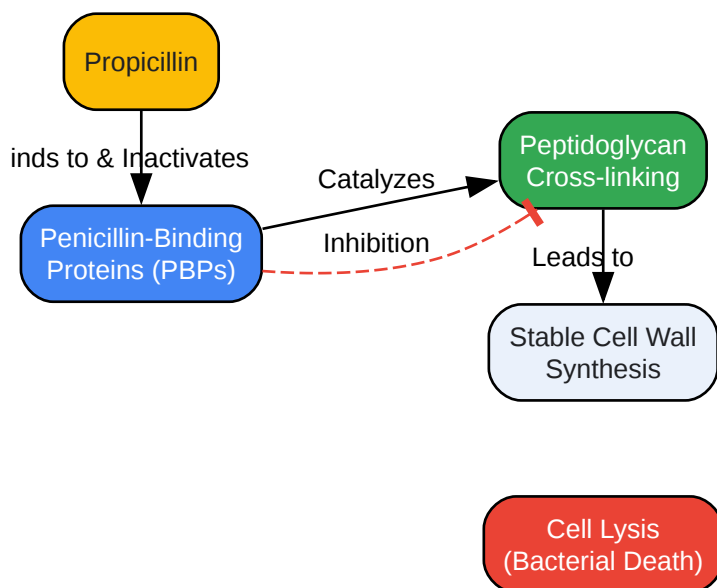 Propicillin
inds to & Inactivates
Peptidoglycan
Cross-linking
Catalyzes
Penicillin-Binding
Proteins (PBPs)
Inhibition
Leads to
Stable Cell Wall
Synthesis
Cell Lysis
(Bacterial Death)